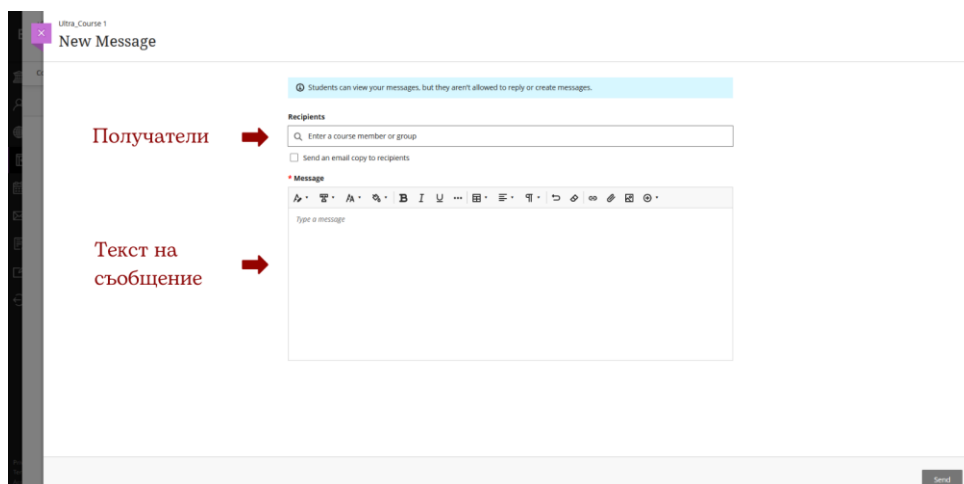 Ultra_Course 1
New Message
Students can view your messages, but they aren't allowed to reply or create messages.
Recipients
Получатели
Enter a course member or group
Send an email copy to recipients
* Message
Type a message
Текст на
съобщение
Send